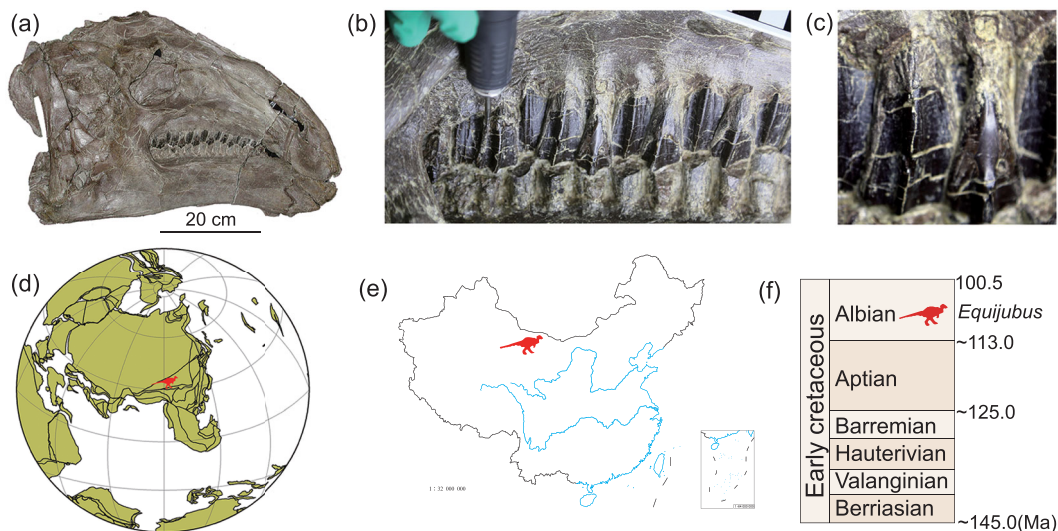 (a)
20 cm
(b)
(c)
(d)
(e)
1 : 32 000 000
(f)
Early cretaceous
Albian
Equijubus
100.5
~113.0
Aptian
~125.0
Barremian
Hauterivian
Valanginian
Berriasian
~145.0(Ma)